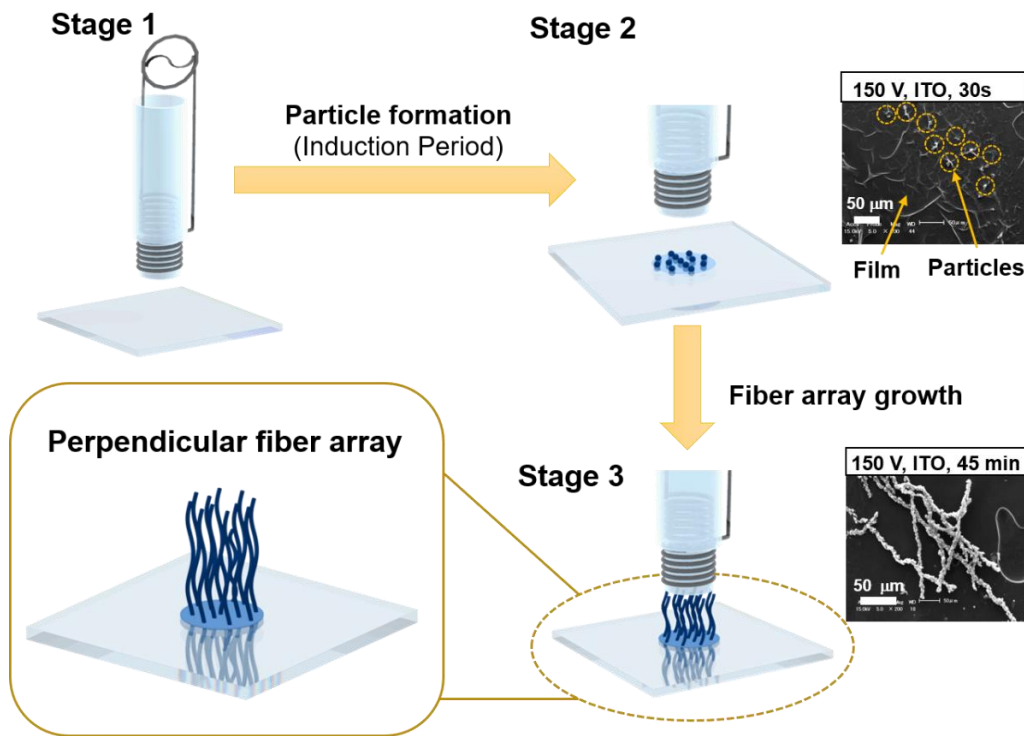 Stage 1
Stage 2
Particle formation
(Induction Period)
150 V, ITO, 30s
50 μm
Film
Particles
Fiber array growth
Perpendicular fiber array
Stage 3
150 V, ITO, 45 min
50 μm